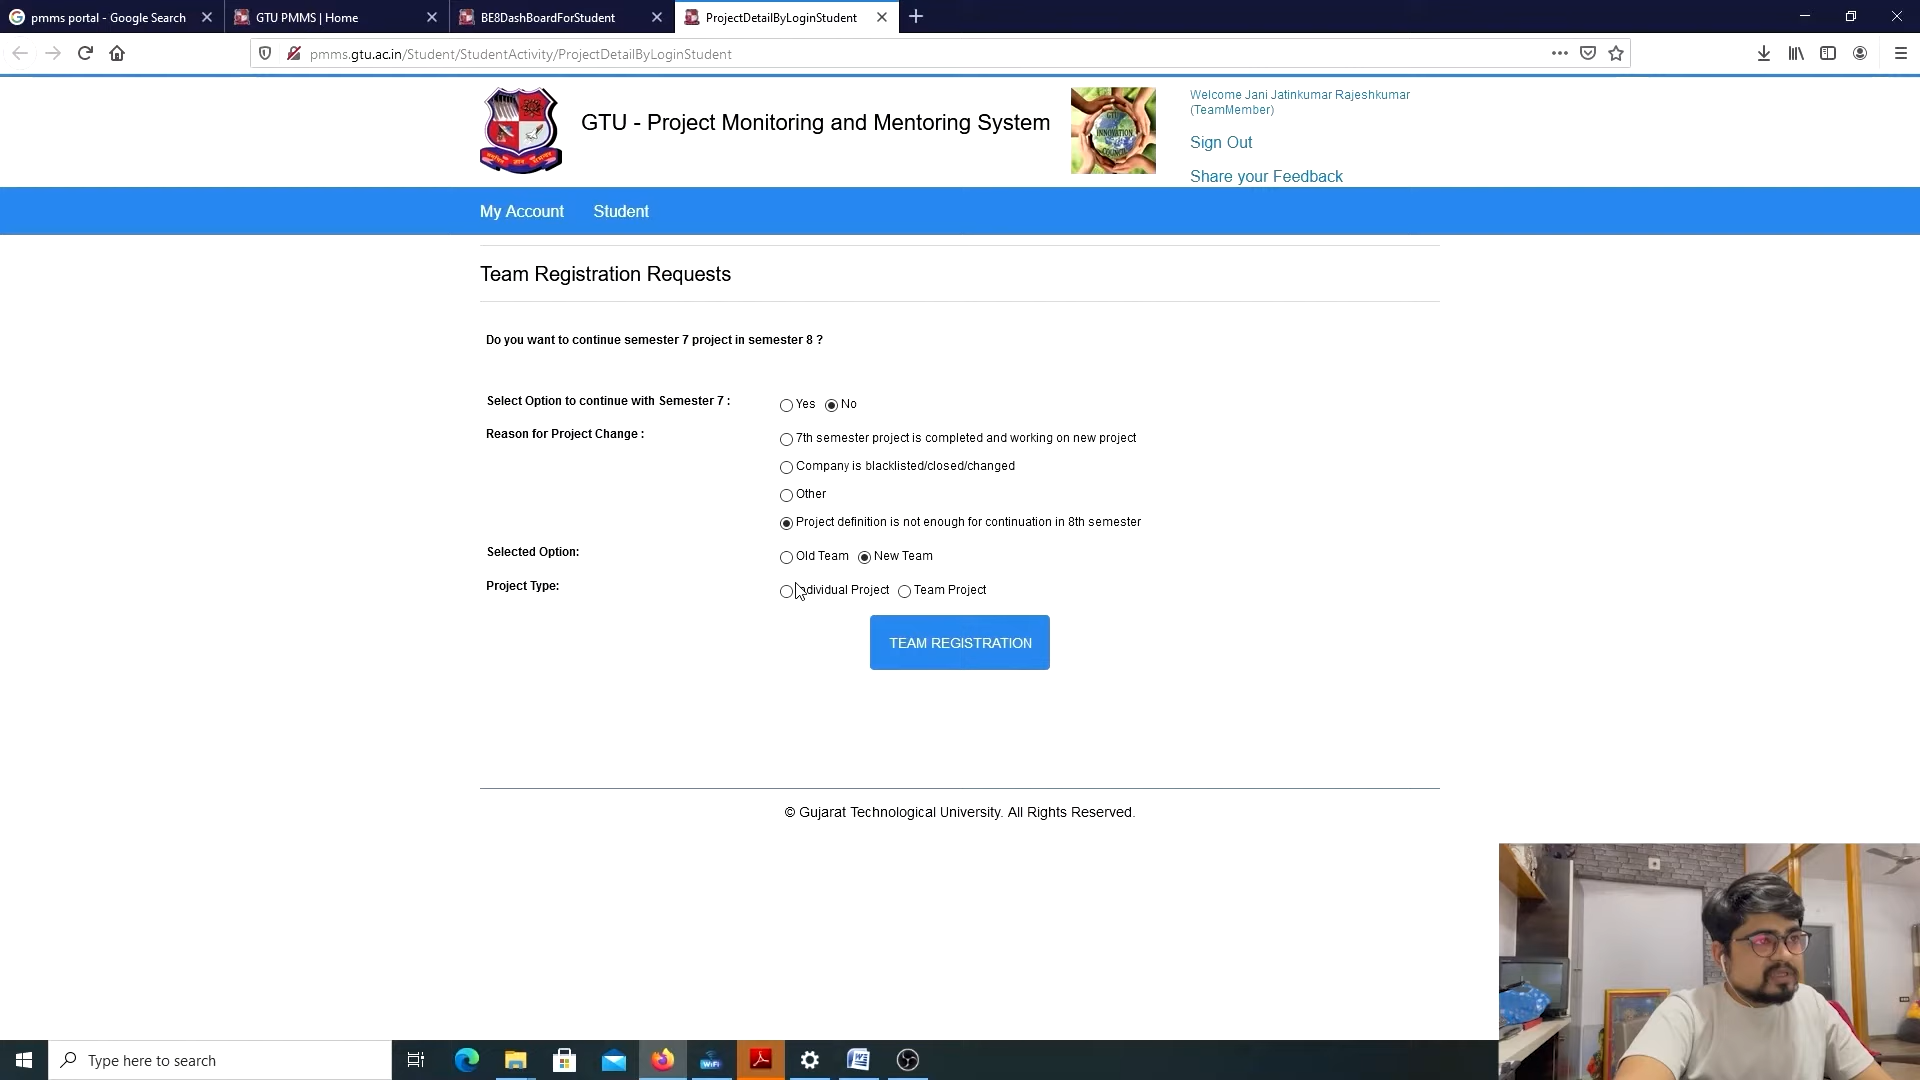 pmms portal - Google Search
GTU PMMS | Home
BE8DashBoardForStudent
ProjectDetailByLoginStudent
pmms.gtu.ac.in/Student/StudentActivity/ProjectDetailByLoginStudent
GTU - Project Monitoring and Mentoring System
GTU
INNOVATION
COUNCIL
Welcome Jani Jatinkumar Rajeshkumar
(TeamMember)
Sign Out
Share your Feedback
My Account Student
Team Registration Requests
Do you want to continue semester 7 project in semester 8 ?
Select Option to continue with Semester 7 : Yes No
Reason for Project Change : 7th semester project is completed and working on new project
Company is blacklisted/closed/changed
Other
Project definition is not enough for continuation in 8th semester
Selected Option: Old Team New Team
Project Type: Individual Project Team Project
TEAM REGISTRATION
© Gujarat Technological University. All Rights Reserved.
Type here to search
WiFi